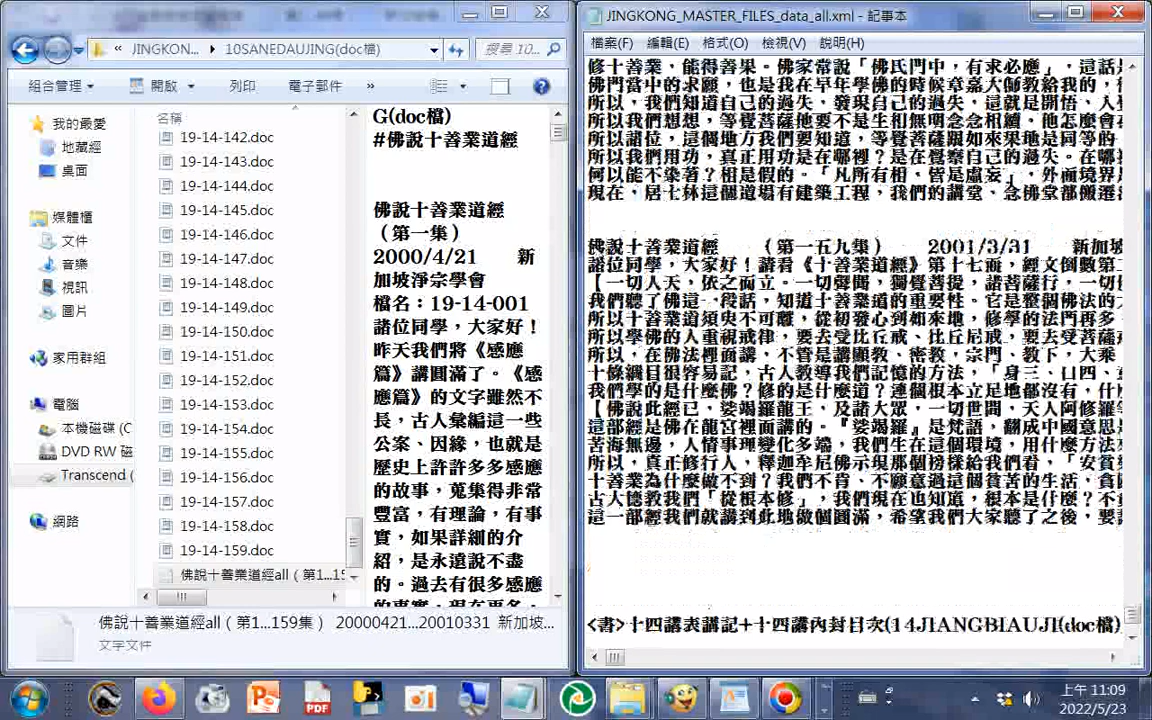 JINGKON...
10SANEDAUJING(doc檔)
搜尋 10...
組合管理
開啟
列印
電子郵件
»
我的最愛
地藏經
桌面
媒體櫃
文件
音樂
視訊
圖片
家用群組
電腦
本機磁碟 (C
DVD RW 磁
Transcend (
網路
名稱
19-14-142.doc
19-14-143.doc
19-14-144.doc
19-14-145.doc
19-14-146.doc
19-14-147.doc
19-14-148.doc
19-14-149.doc
19-14-150.doc
19-14-151.doc
19-14-152.doc
19-14-153.doc
19-14-154.doc
19-14-155.doc
19-14-156.doc
19-14-157.doc
19-14-158.doc
19-14-159.doc
佛說十善業道經all（第1...15
G(doc檔)
#佛說十善業道經
佛說十善業道經
（第一集）
2000/4/21 新
加坡淨宗學會
檔名：19-14-001
諸位同學，大家好！
昨天我們將《感應
篇》講圓滿了。《感
應篇》的文字雖然不
長，古人彙編這一些
公案、因緣，也就是
歷史上許許多多感應
的故事，蒐集得非常
豐富，有理論，有事
實，如果詳細的介
紹，是永遠說不盡
的。過去有很多感應
佛說十善業道經all（第1...159集） 20000421...20010331 新加坡...
文字文件
JINGKONG_MASTER_FILES_data_all.xml - 記事本
檔案(F) 編輯(E) 格式(O) 檢視(V) 說明(H)
修十善業，能得善果。佛家常說「佛氏門中，有求必應」，這話是
佛門當中的求願，也是我在早年學佛的時候章嘉大師教給我的，
所以，我們知道自己的過失、發現自己的過失，這就是開悟、人覺
所以我們想想，等覺菩薩他要不是生相無明念念相續，他怎麼會在
所以諸位，這個地方我們要知道，等覺菩薩跟如來果地是同等的
所以我們用功，真正用功是在哪裡？是在覺察自己的過失。在哪
何以能不染著？相是假的。「凡所有相，皆是虛妄」，外面境界是
現在，居士林這個道場有建築工程，我們的講堂、念佛堂都搬遷
佛說十善業道經 （第一五九集） 2001/3/31 新加坡
諸位同學，大家好！請看《十善業道經》第十七面，經文倒數第二
【一切人天，依之而立。一切聲聞，獨覺菩提，諸菩薩行，一切佛
我們聽了佛這一段話，知道十善業道的重要性。它是整個佛法的
所以十善業道須臾不可離，從初發心到如來地，修學的法門再多
所以學佛的人重視戒律，要去受比丘戒、比丘尼戒，要去受菩薩
所以，在佛法裡面講，不管是講顯教、密教，宗門、教下，大乘
十條綱目很容易記，古人教導我們記憶的方法，「身三、口四、意
我們學的是什麼佛？修的是什麼道？連個根本立足地都沒有，什
【佛說此經已，娑竭羅龍王，及諸大眾，一切世間，天人阿修羅等
這部經是佛在龍宮裡面講的。『娑竭羅』是梵語，翻成中國意思是
苦海無邊，人情事理變化多端，我們生在這個環境，用什麼方法
所以，真正修行人，釋迦牟尼佛示現那個榜樣給我們看，「安貧
十善業為什麼做不到？我們不肯、不現個意思給我們用的生活，貧
古大德教我們「從根本修」，我們現在也知道，根本是什麼？不
這一部經我們就講到此地做個圓滿，希望我們大家聽了之後，要
<書>十四講表講記+十四講內封目次(14JIANGBIAUJI(doc檔)
上午 11:09
2022/5/23